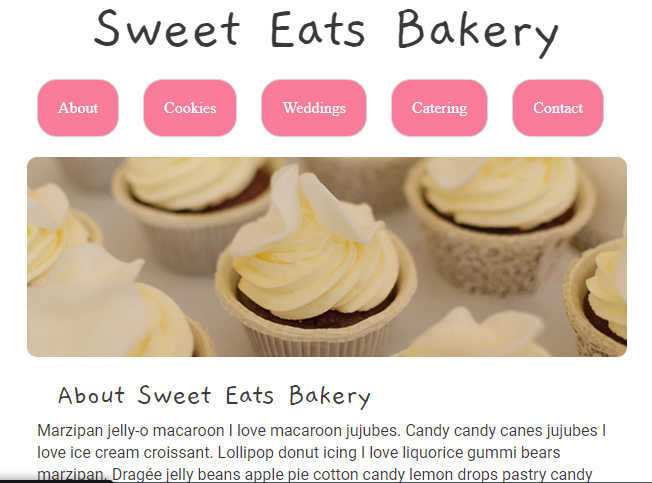 Sweet Eats Bakery
About Cookies Weddings Catering Contact
About Sweet Eats Bakery
Marzipan jelly-o macaroon I love macaroon jujubes. Candy candy canes jujubes I
love ice cream croissant. Lollipop donut icing I love liquorice gummi bears
marzipan. Dragée jelly beans apple pie cotton candy lemon drops pastry candy